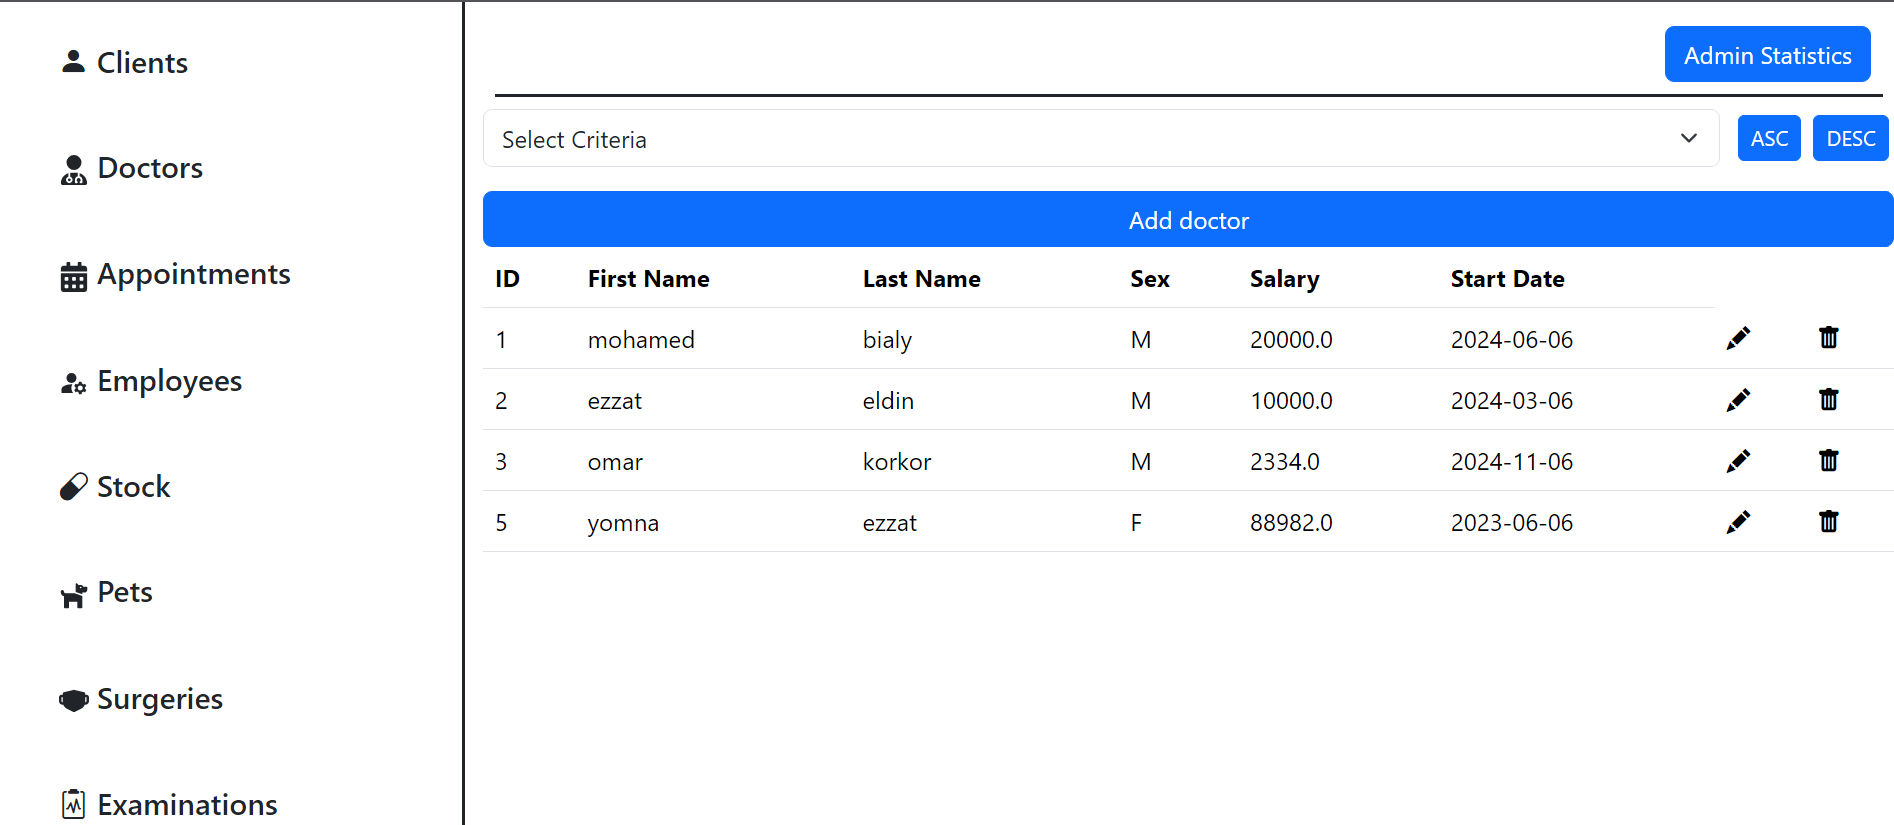 Clients
Doctors
Appointments
Employees
Stock
Pets
Surgeries
Examinations
Admin Statistics
Select Criteria ASC DESC
Add doctor
ID First Name Last Name Sex Salary Start Date
1 mohamed bialy M 20000.0 2024-06-06
2 ezzat eldin M 10000.0 2024-03-06
3 omar korkor M 2334.0 2024-11-06
5 yomna ezzat F 88982.0 2023-06-06